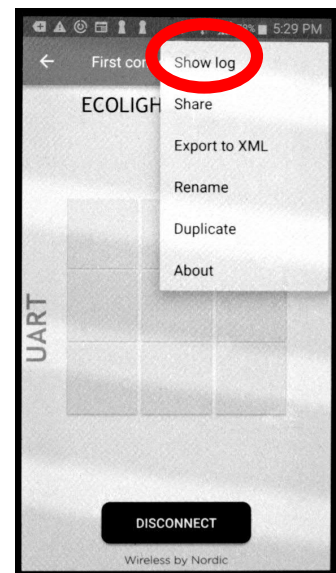 5:29 PM
First con
Show log
ECOLIGH
Share
Export to XML
Rename
Duplicate
About
UART
DISCONNECT
Wireless by Nordic